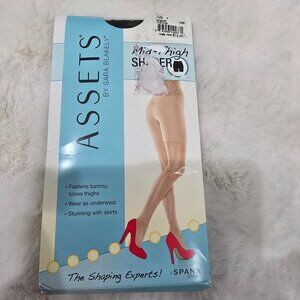 ASSETS
BY SARA BLAKELY
Mid-Thigh
SHAPER
• Flattens tummy,
tones thighs
• Wear as underwear
• Stunning with skirts
The Shaping Experts!
SPANX